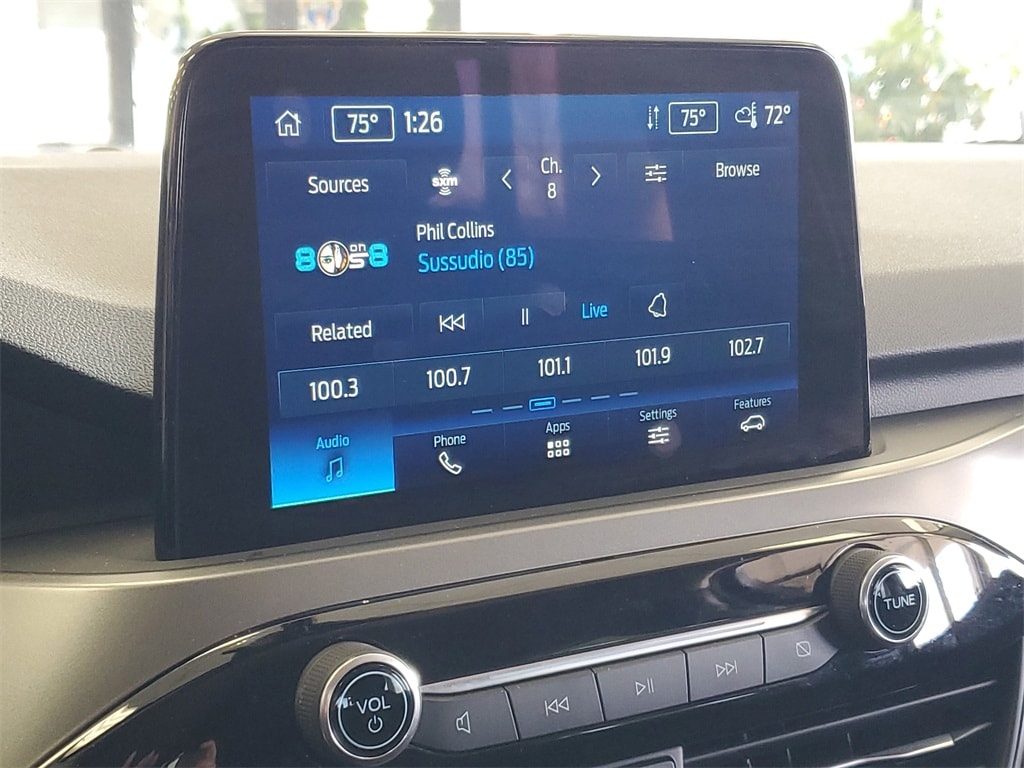 75° 1:26 75° 72°
Sources sxm Ch. 8 Browse
80s on 8
Phil Collins
Sussudio (85)
Related Live
100.3 100.7 101.1 101.9 102.7
Audio Phone Apps Settings Features
VOL
TUNE